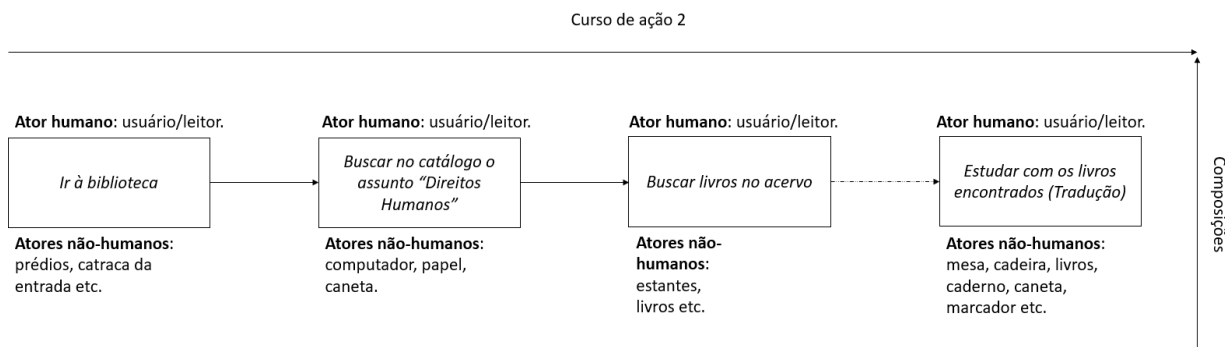 Curso de ação 2
Ator humano: usuário/leitor.
Ir à biblioteca
Atores não-humanos:
prédios, catraca da
entrada etc.
Ator humano: usuário/leitor.
Buscar no catálogo o
assunto “Direitos
Humanos”
Atores não-humanos:
computador, papel,
caneta.
Ator humano: usuário/leitor.
Buscar livros no acervo
Atores não-
humanos:
estantes,
livros etc.
Ator humano: usuário/leitor.
Estudar com os livros
encontrados (Tradução)
Atores não-humanos:
mesa, cadeira, livros,
caderno, caneta,
marcador etc.
Composições